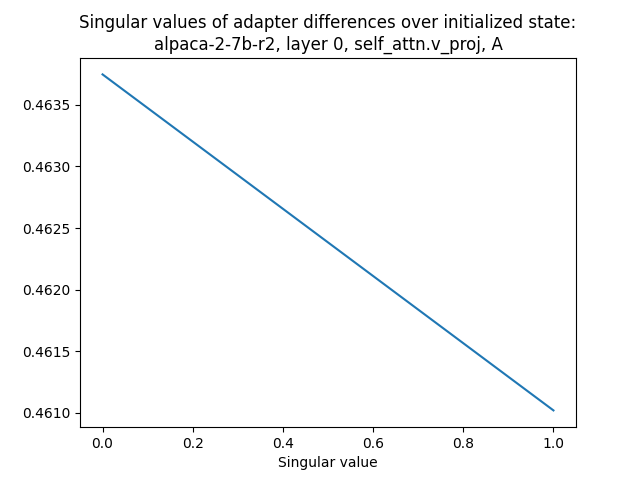 Singular values of adapter differences over initialized state:
alpaca-2-7b-r2, layer 0, self_attn.v_proj, A
0.4635
0.4630
0.4625
0.4620
0.4615
0.4610
0.0 0.2 0.4 0.6 0.8 1.0
Singular value